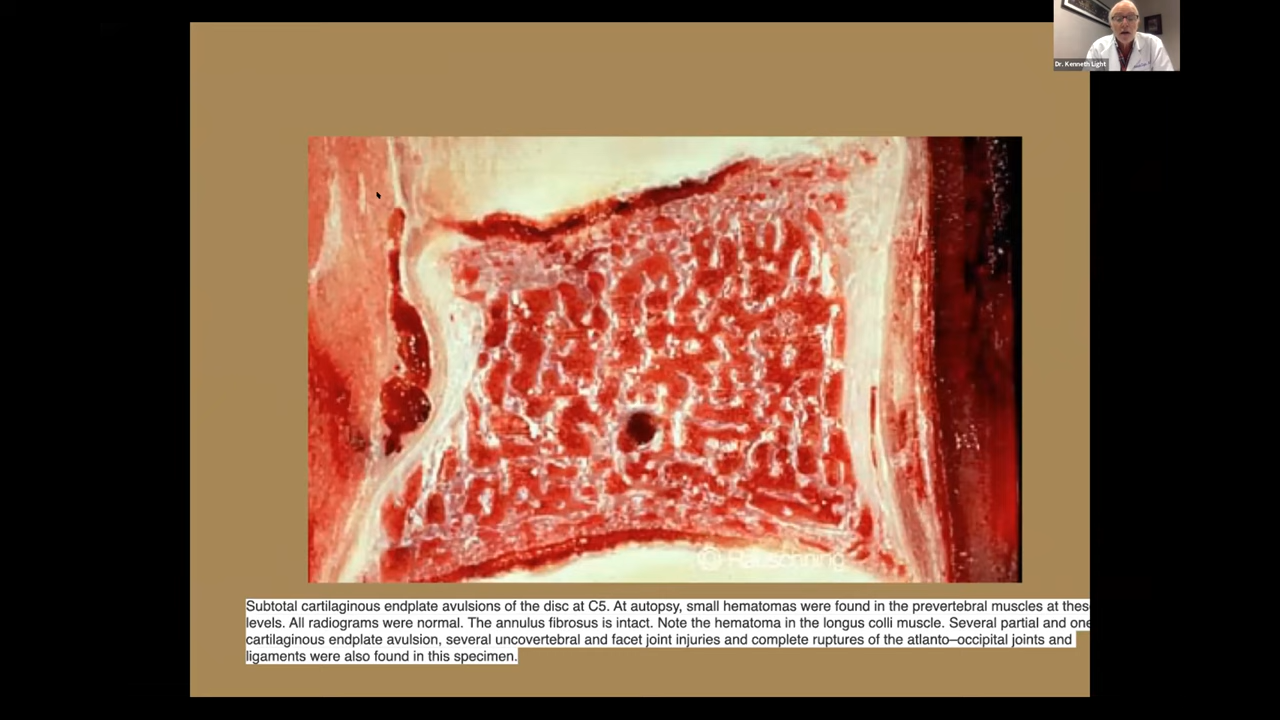 Dr. Kenneth Light
© Rauschning
Subtotal cartilaginous endplate avulsions of the disc at C5. At autopsy, small hematomas were found in the prevertebral muscles at
levels. All radiograms were normal. The annulus fibrosus is intact. Note the hematoma in the longus colli muscle. Several partial and
cartilaginous endplate avulsion, several uncovertebral and facet joint injuries and complete ruptures of the atlanto–occipital joints and
ligaments were also found in this specimen.